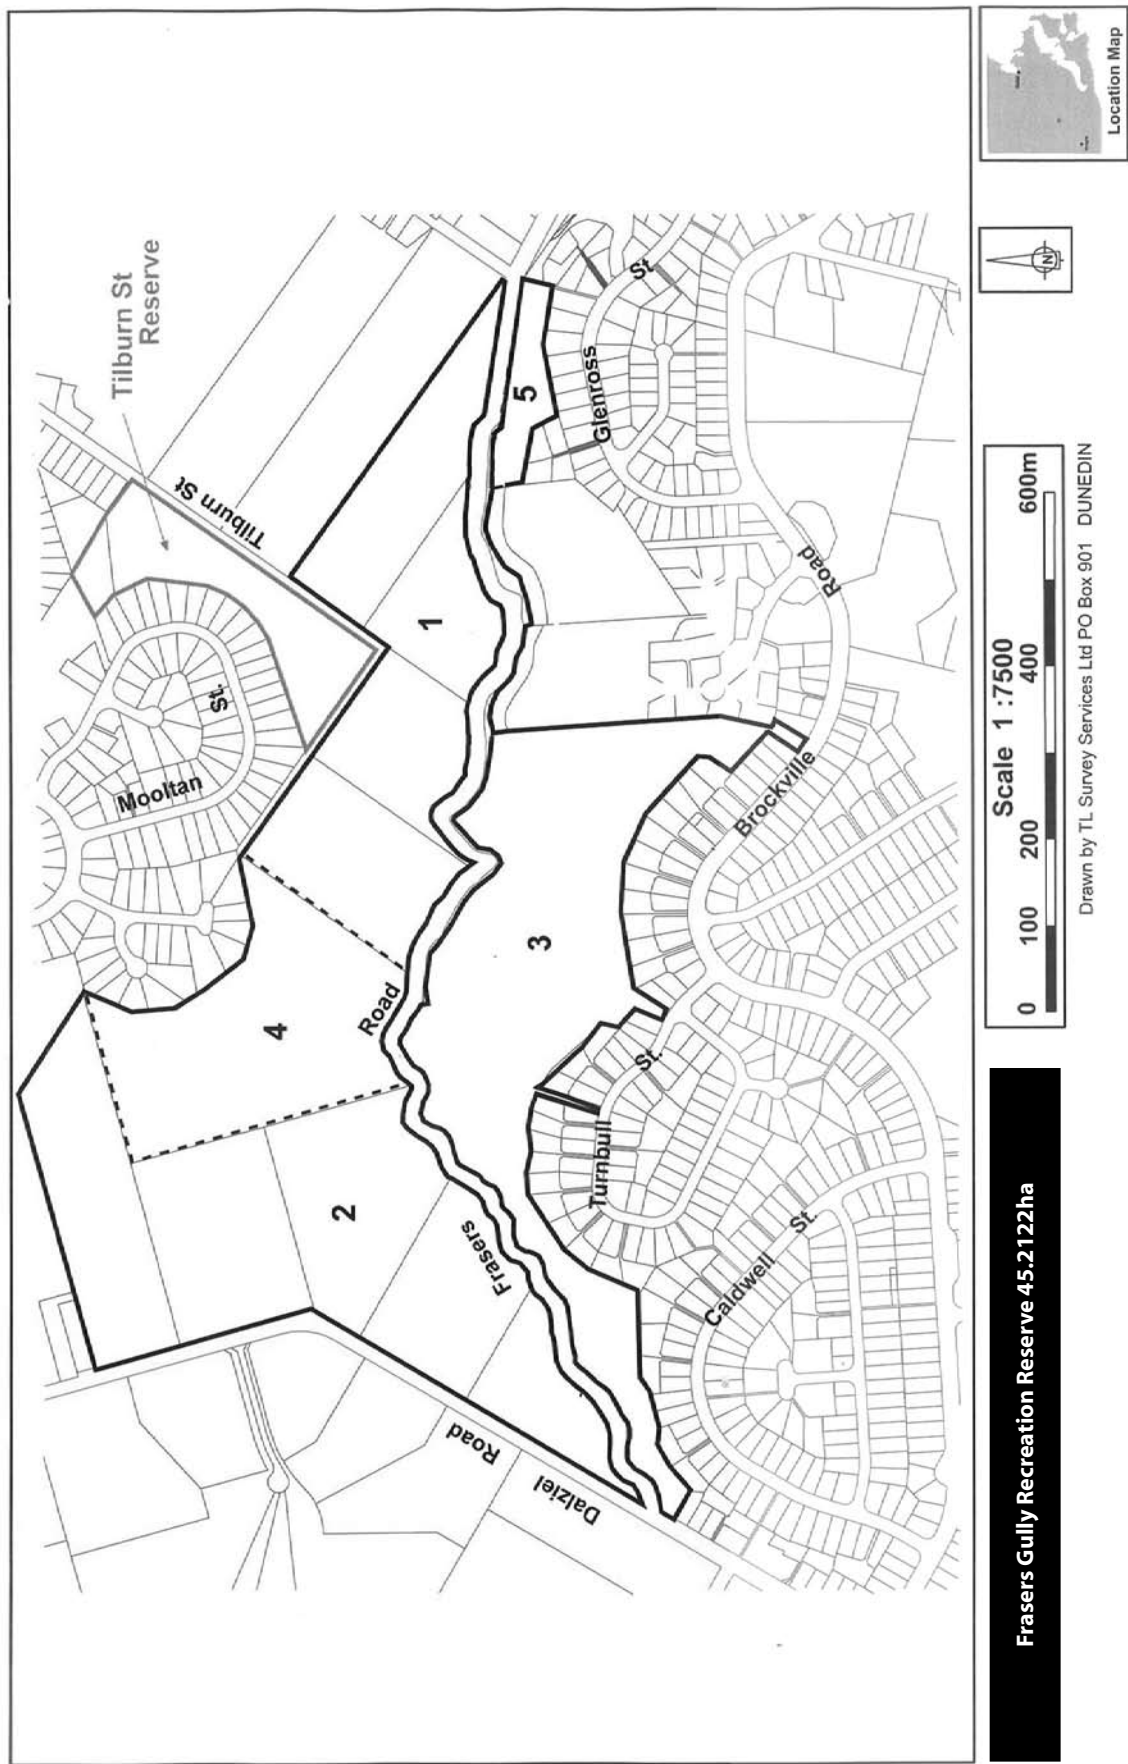 Tilburn St
Reserve
Tilburn St
Mooltan
St.
4
1
2
Road
Frasers
3
5
Glenross
St
Turnbull
St.
Brockville
Road
Caldwell
St.
Dalziel
Road
Frasers Gully Recreation Reserve 45.2122ha
Scale 1 :7500
0 100 200 400 600m
Drawn by TL Survey Services Ltd PO Box 901 DUNEDIN
N
Location Map